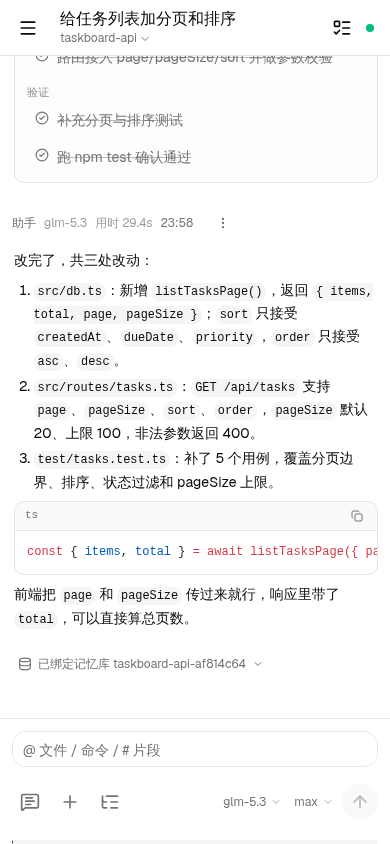 给任务列表加分页和排序
taskboard-api
路由接入 page/pageSize/sort 并做参数校验
验证
补充分页与排序测试
跑 npm test 确认通过
助手 glm-5.3 用时 29.4s 23:58
改完了，共三处改动：
1. src/db.ts：新增 listTasksPage()，返回 { items,
total, page, pageSize }；sort 只接受
createdAt、dueDate、priority，order 只接受
asc、desc。
2. src/routes/tasks.ts：GET /api/tasks 支持
page、pageSize、sort、order，pageSize 默认
20、上限 100，非法参数返回 400。
3. test/tasks.test.ts：补了 5 个用例，覆盖分页边
界、排序、状态过滤和 pageSize 上限。
ts
const { items, total } = await listTasksPage({ pa
前端把 page 和 pageSize 传过来就行，响应里带了
total，可以直接算总页数。
已绑定记忆库 taskboard-api-af814c64
@ 文件 / 命令 / # 片段
glm-5.3 max